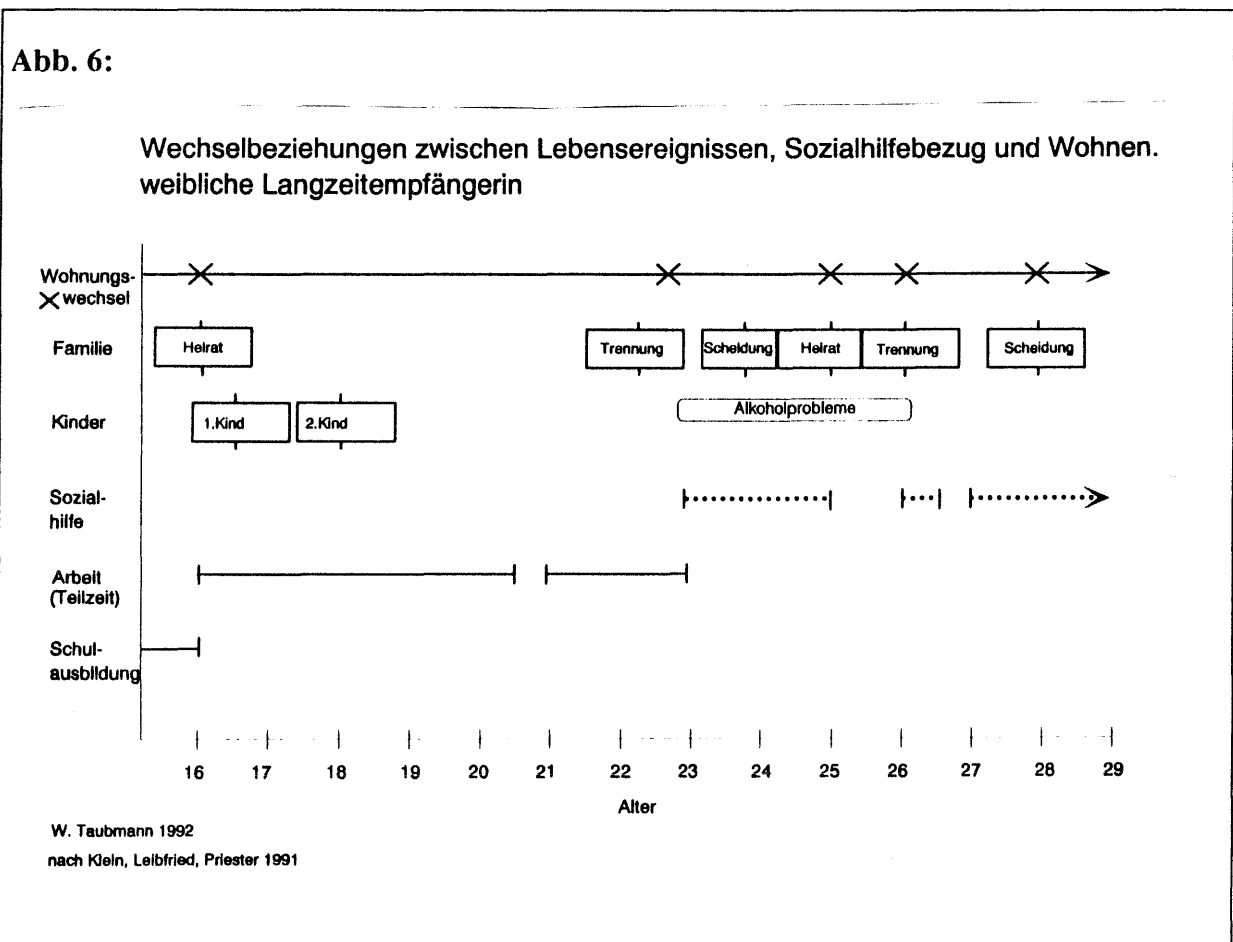 Abb. 6:
Wechselbeziehungen zwischen Lebensereignissen, Sozialhilfebezug und Wohnen.
weibliche Langzeitempfängerin
Wohnungs-
wechsel
Familie
Heirat
Trennung
Scheidung
Heirat
Trennung
Scheidung
Kinder
1.Kind
2.Kind
Alkoholprobleme
Sozial-
hilfe
Arbeit
(Teilzeit)
Schul-
ausbildung
16 17 18 19 20 21 22 23 24 25 26 27 28 29
Alter
W. Taubmann 1992
nach Klein, Leibfried, Priester 1991